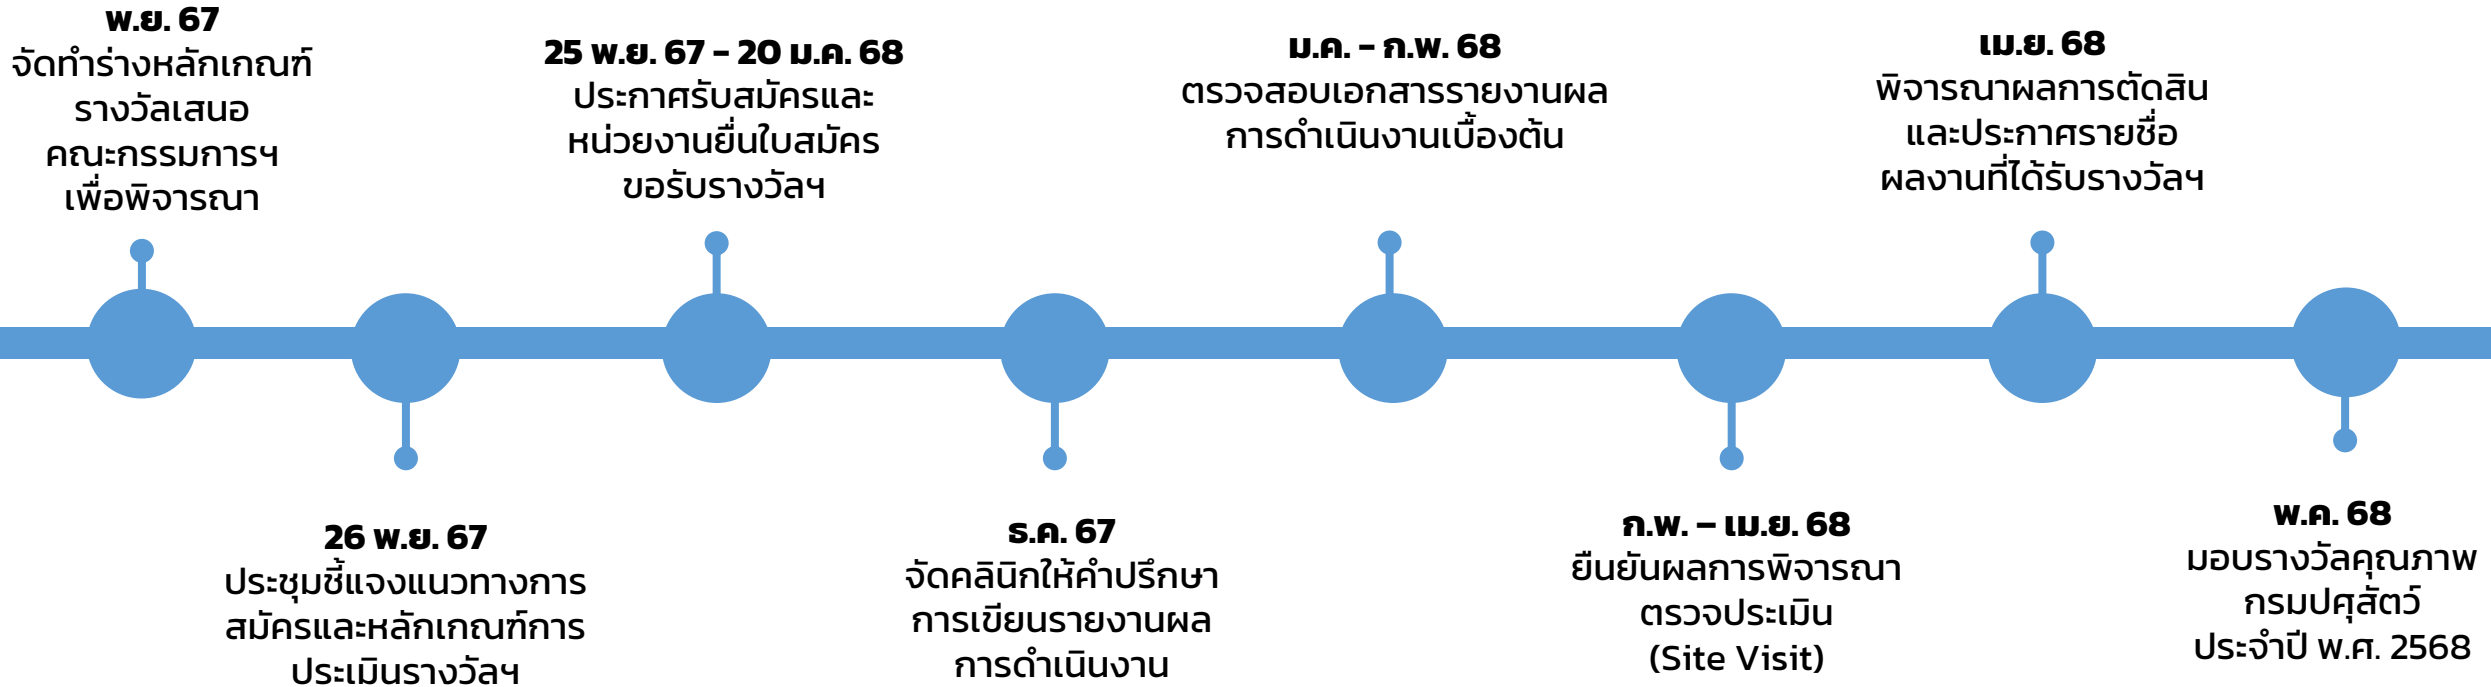 พ.ย. 67
จัดทำร่างหลักเกณฑ์
รางวัลเสนอ
คณะกรรมการฯ
เพื่อพิจารณา
26 พ.ย. 67
ประชุมชี้แจงแนวทางการ
สมัครและหลักเกณฑ์การ
ประเมินรางวัลฯ
25 พ.ย. 67 - 20 ม.ค. 68
ประกาศรับสมัครและ
หน่วยงานยื่นใบสมัคร
ขอรับรางวัลฯ
ธ.ค. 67
จัดคลินิกให้คำปรึกษา
การเขียนรายงานผล
การดำเนินงาน
ม.ค. - ก.พ. 68
ตรวจสอบเอกสารรายงานผล
การดำเนินงานเบื้องต้น
ก.พ. – เม.ย. 68
ยืนยันผลการพิจารณา
ตรวจประเมิน
(Site Visit)
เม.ย. 68
พิจารณาผลการตัดสิน
และประกาศรายชื่อ
ผลงานที่ได้รับรางวัลฯ
พ.ค. 68
มอบรางวัลคุณภาพ
กรมปศุสัตว์
ประจำปี พ.ศ. 2568